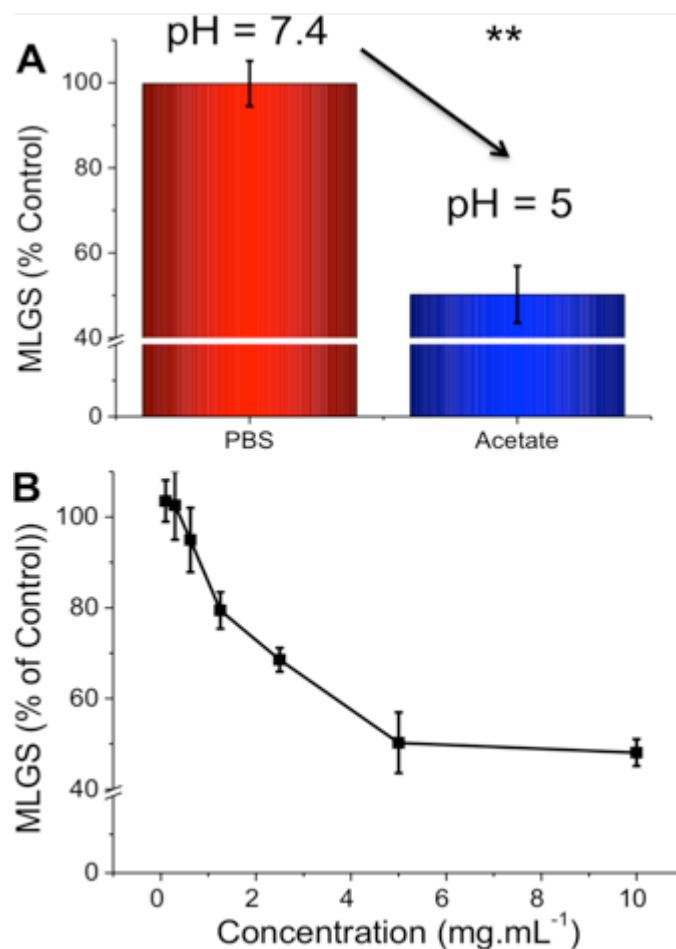 A
pH = 7.4
**
pH = 5
MLGS (% Control)
100
80
60
40
0
PBS
Acetate
B
MLGS (% of Control))
100
80
60
40
0
0
2
4
6
8
10
Concentration (mg.mL⁻¹)